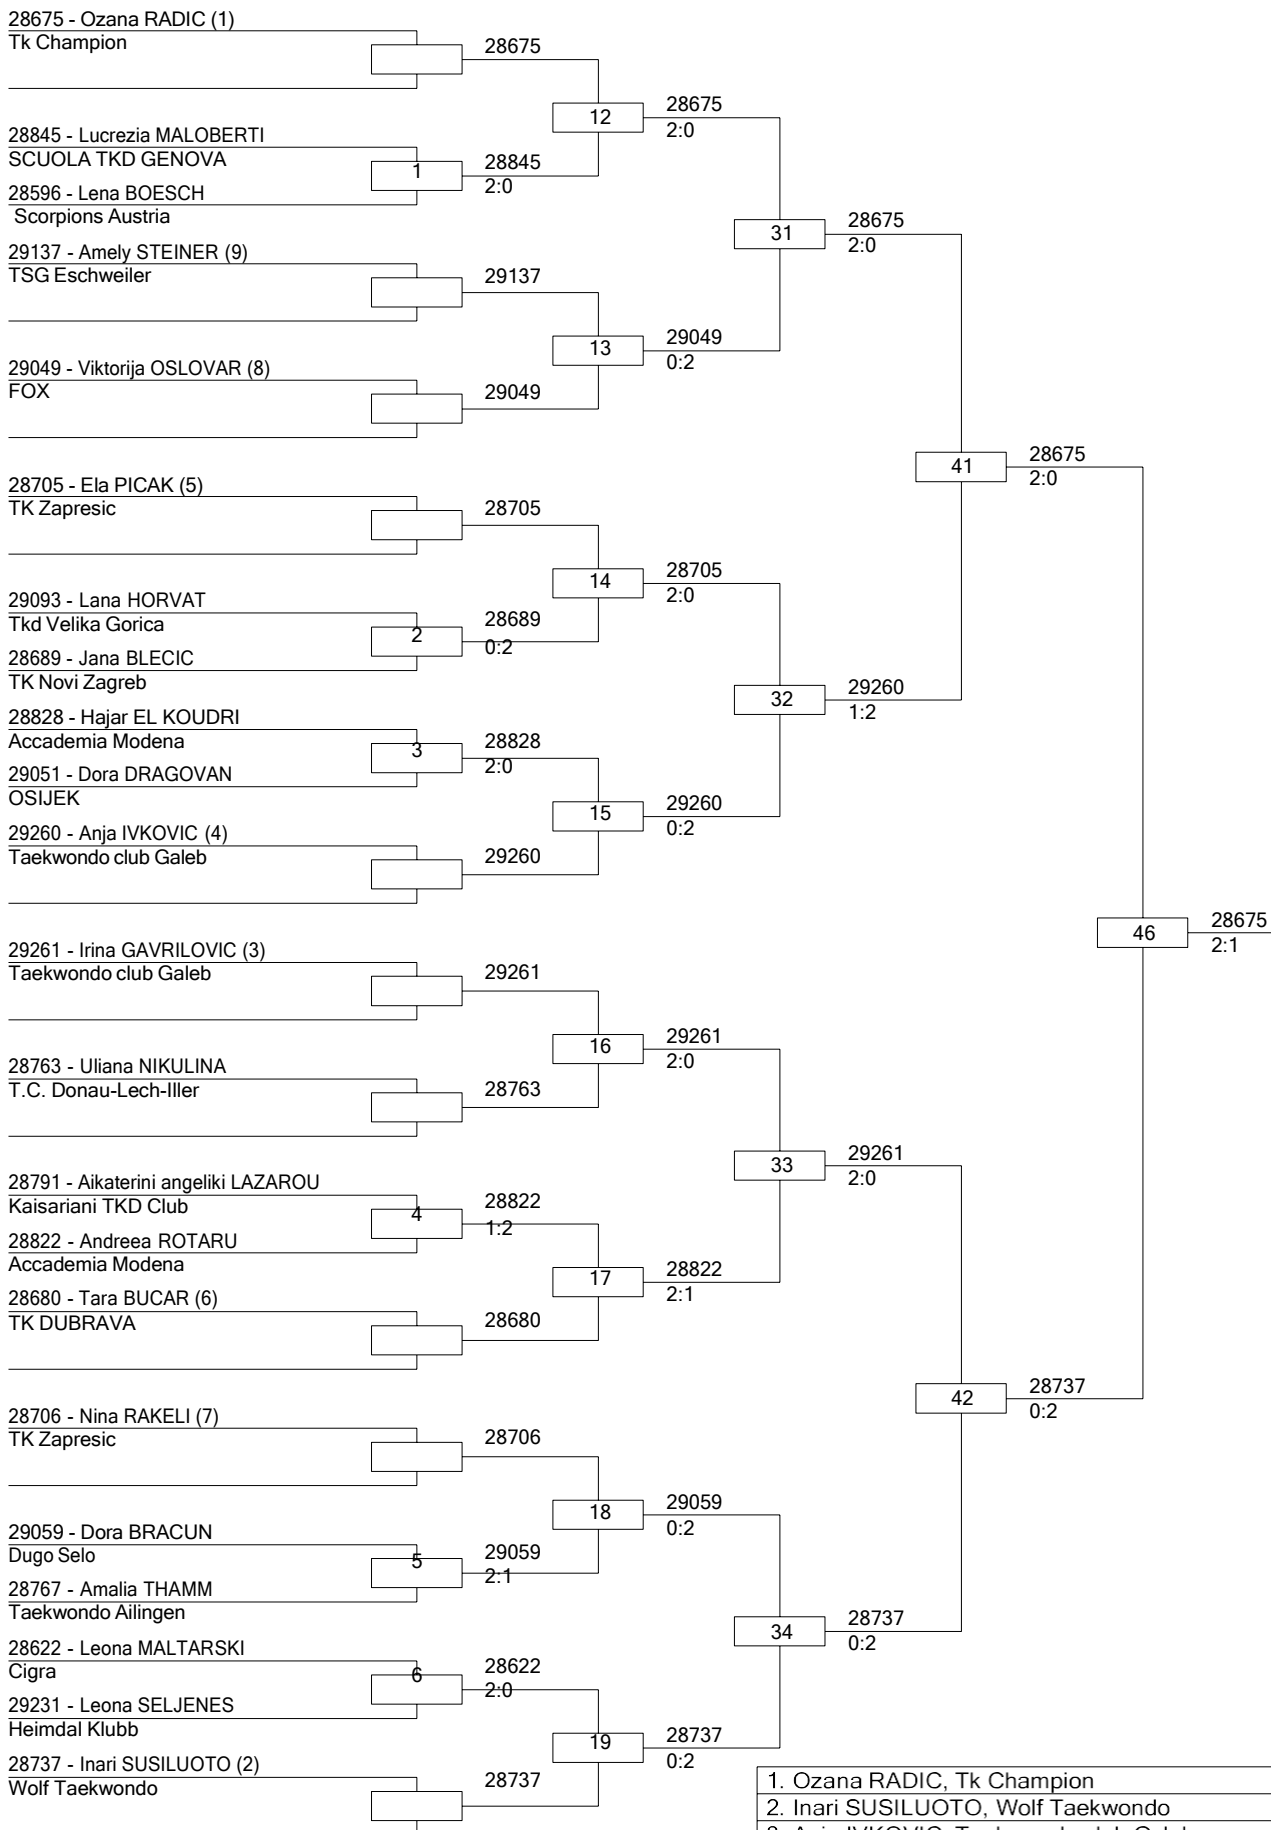 28675 - Ozana RADIC (1)
Tk Champion
28675
12
28675
2:0
28845 - Lucrezia MALOBERTI
SCUOLA TKD GENOVA
1
28845
2:0
28596 - Lena BOESCH
Scorpions Austria
31
28675
2:0
29137 - Amely STEINER (9)
TSG Eschweiler
29137
13
29049
0:2
29049 - Viktorija OSLOVAR (8)
FOX
29049
41
28675
2:0
28705 - Ela PICAK (5)
TK Zapresic
28705
14
28705
2:0
29093 - Lana HORVAT
Tkd Velika Gorica
2
28689
0:2
28689 - Jana BLECIC
TK Novi Zagreb
32
29260
1:2
28828 - Hajar EL KOUDRI
Accademia Modena
3
28828
2:0
29051 - Dora DRAGOVAN
OSIJEK
15
29260
0:2
29260 - Anja IVKOVIC (4)
Taekwondo club Galeb
29260
46
28675
2:1
29261 - Irina GAVRILOVIC (3)
Taekwondo club Galeb
29261
16
29261
2:0
28763 - Uliana NIKULINA
T.C. Donau-Lech-Iller
28763
33
29261
2:0
28791 - Aikaterini angeliki LAZAROU
Kaisariani TKD Club
4
28822
1:2
28822 - Andreea ROTARU
Accademia Modena
17
28822
2:1
28680 - Tara BUCAR (6)
TK DUBRAVA
28680
42
28737
0:2
28706 - Nina RAKELI (7)
TK Zapresic
28706
18
29059
0:2
29059 - Dora BRACUN
Dugo Selo
5
29059
2:1
28767 - Amalia THAMM
Taekwondo Ailingen
34
28737
0:2
28622 - Leona MALTARSKI
Cigra
6
28622
2:0
29231 - Leona SELJENES
Heimdal Klubb
19
28737
0:2
28737 - Inari SUSILUOTO (2)
Wolf Taekwondo
28737
1. Ozana RADIC, Tk Champion
2. Inari SUSILUOTO, Wolf Taekwondo